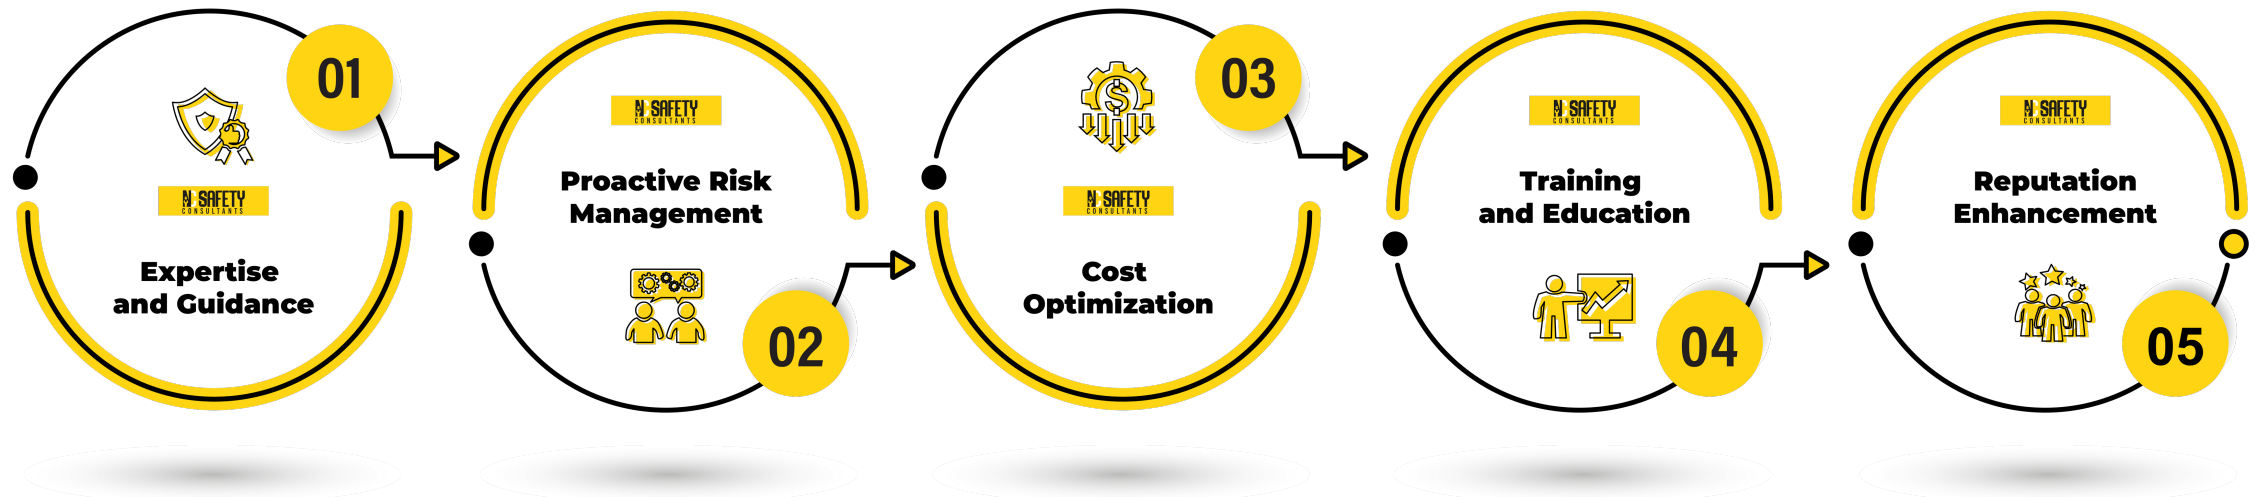 01
SAFETY
CONSULTANTS
Expertise
and Guidance
SAFETY
CONSULTANTS
Proactive Risk
Management
02
03
SAFETY
CONSULTANTS
Cost
Optimization
SAFETY
CONSULTANTS
Training
and Education
04
SAFETY
CONSULTANTS
Reputation
Enhancement
05